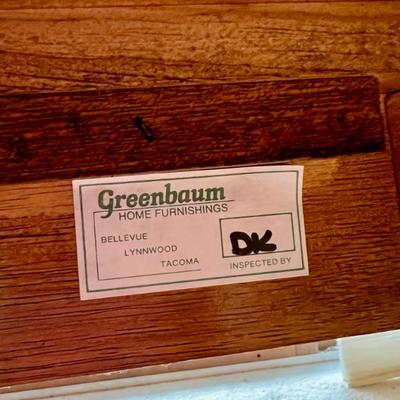 Greenbaum
HOME FURNISHINGS
BELLEVUE
LYNNWOOD
TACOMA
DK
INSPECTED BY